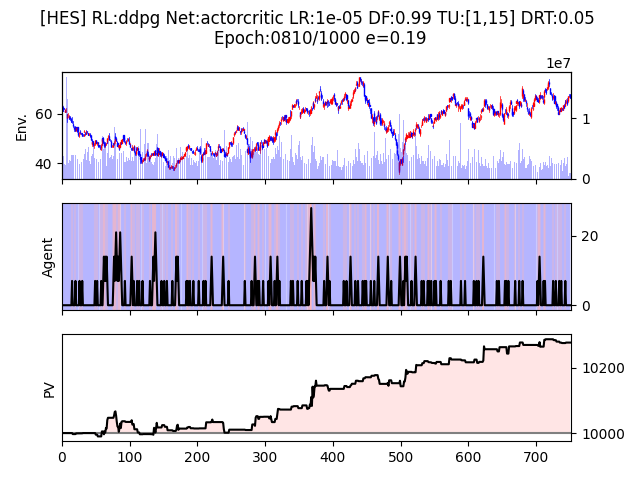 [HES] RL:ddpg Net:actorcritic LR:1e-05 DF:0.99 TU:[1,15] DRT:0.05
Epoch:0810/1000 e=0.19
1e7
Env.
60
40
1
0
Agent
20
0
PV
10200
10000
0 100 200 300 400 500 600 700